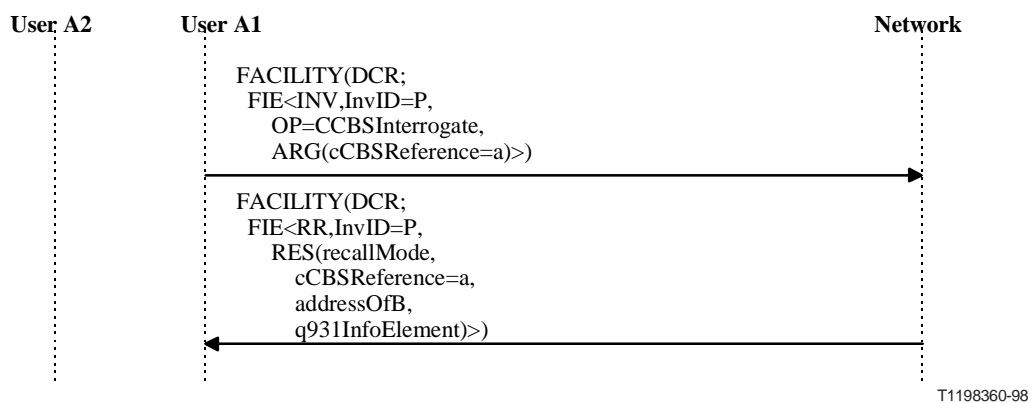 User A2 User A1 Network
FACILITY(DCR;
FIE<INV,InvID=P,
OP=CCBSInterrogate,
ARG(cCBSReference=a)>)
FACILITY(DCR;
FIE<RR,InvID=P,
RES(recallMode,
cCBSReference=a,
addressOfB,
q931InfoElement)>)
T1198360-98